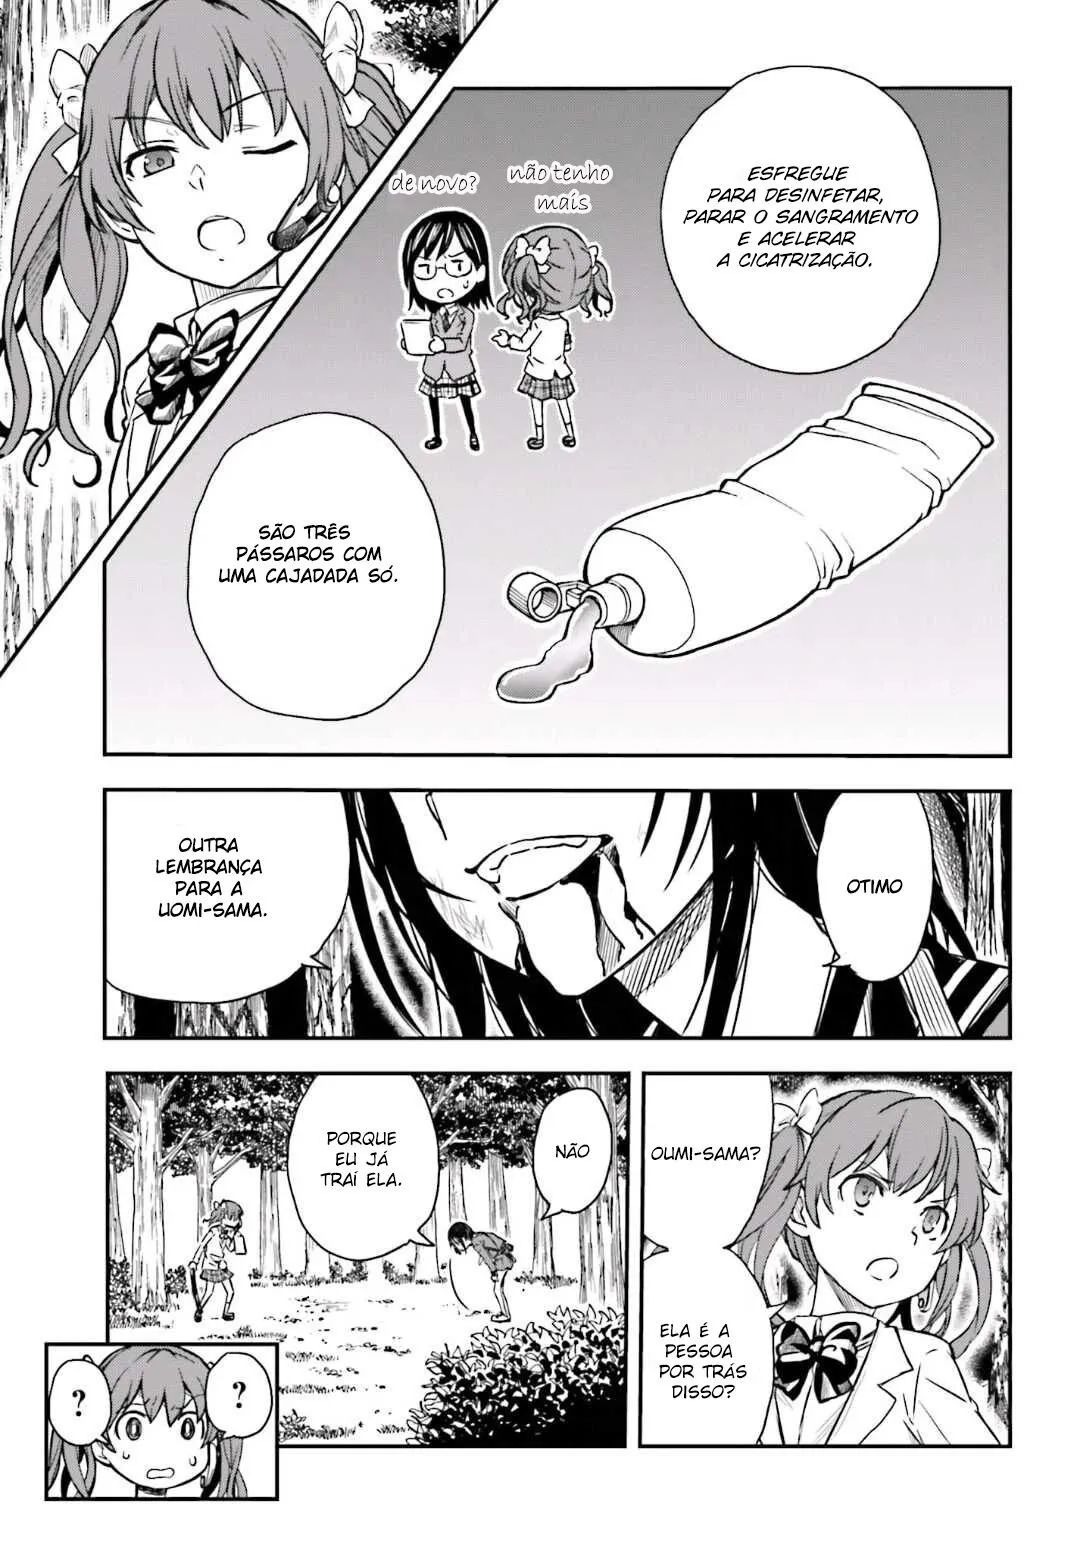 ESFREGUE
PARA DESINFETAR,
PARAR O SANGRAMENTO
E ACELERAR
A CICATRIZAÇÃO.
não tenho
mais
de novo?
SÃO TRÊS
PÁSSAROS COM
UMA CAJADADA SÓ.
OTIMO
OUTRA
LEMBRANÇA
PARA A
UOMI-SAMA.
OUMI-SAMA?
ELA É A
PESSOA
POR TRÁS
DISSO?
NÃO
PORQUE
EU JÁ
TRAÍ ELA.
?
?